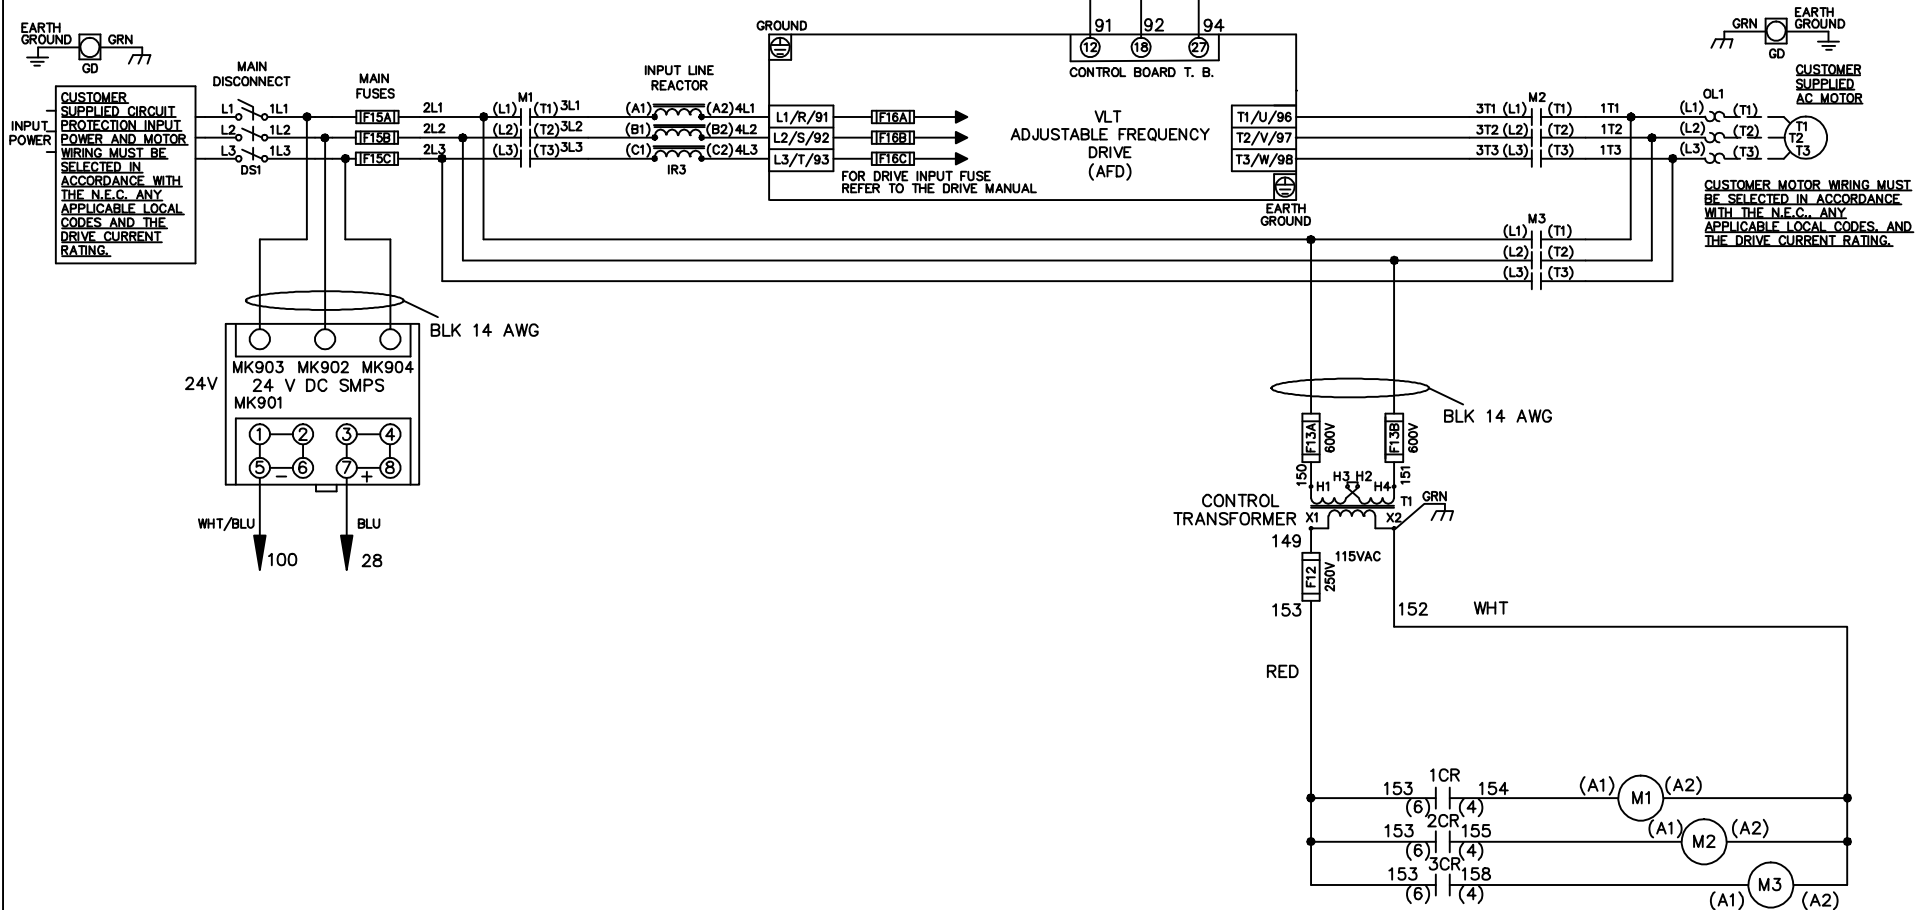 91 92 94
GROUND
EARTH
GROUND GRN
GD
12 18 27
CONTROL BOARD T. B.
GRN EARTH
GROUND
GD
CUSTOMER
SUPPLIED
AC MOTOR
MAIN
DISCONNECT
MAIN
FUSES
INPUT LINE
REACTOR
INPUT
POWER
CUSTOMER
SUPPLIED CIRCUIT
PROTECTION INPUT
POWER AND MOTOR
WIRING MUST BE
SELECTED IN
ACCORDANCE WITH
THE N.E.C. ANY
APPLICABLE LOCAL
CODES AND THE
DRIVE CURRENT
RATING.
M1
L1 1L1 F15A 2L1 (L1) (T1) 3L1 (A1) (A2) 4L1 L1/R/91 F16A
L2 1L2 F15B 2L2 (L2) (T2) 3L2 (B1) (B2) 4L2 L2/S/92 F16B
L3 1L3 F15C 2L3 (L3) (T3) 3L3 (C1) (C2) 4L3 L3/T/93 F16C
DS1
IR3
FOR DRIVE INPUT FUSE
REFER TO THE DRIVE MANUAL
VLT
ADJUSTABLE FREQUENCY
DRIVE
(AFD)
EARTH
GROUND
M2
OL1
T1/U/96 3T1 (L1) (T1) 1T1 (L1) (T1) T1
T2/V/97 3T2 (L2) (T2) 1T2 (L2) (T2) T2
T3/W/98 3T3 (L3) (T3) 1T3 (L3) (T3) T3
CUSTOMER MOTOR WIRING MUST
BE SELECTED IN ACCORDANCE
WITH THE N.E.C., ANY
APPLICABLE LOCAL CODES, AND
THE DRIVE CURRENT RATING.
M3
(L1) (T1)
(L2) (T2)
(L3) (T3)
BLK 14 AWG
MK903 MK902 MK904
24V 24 V DC SMPS
MK901
1 2 3 4
5 − 6 7 + 8
WHT/BLU BLU
100 28
BLK 14 AWG
F13A 600V F13B 600V
150 151
H1 H3 H2 H4 T1
GRN
CONTROL
TRANSFORMER X1 X2
149
115VAC
F12 250V
153 152 WHT
RED
1CR
153 154 (A1) M1 (A2)
(6) (4)
2CR
153 155 (A1) M2 (A2)
(6) (4)
3CR
153 158 M3
(6) (4) (A1) (A2)